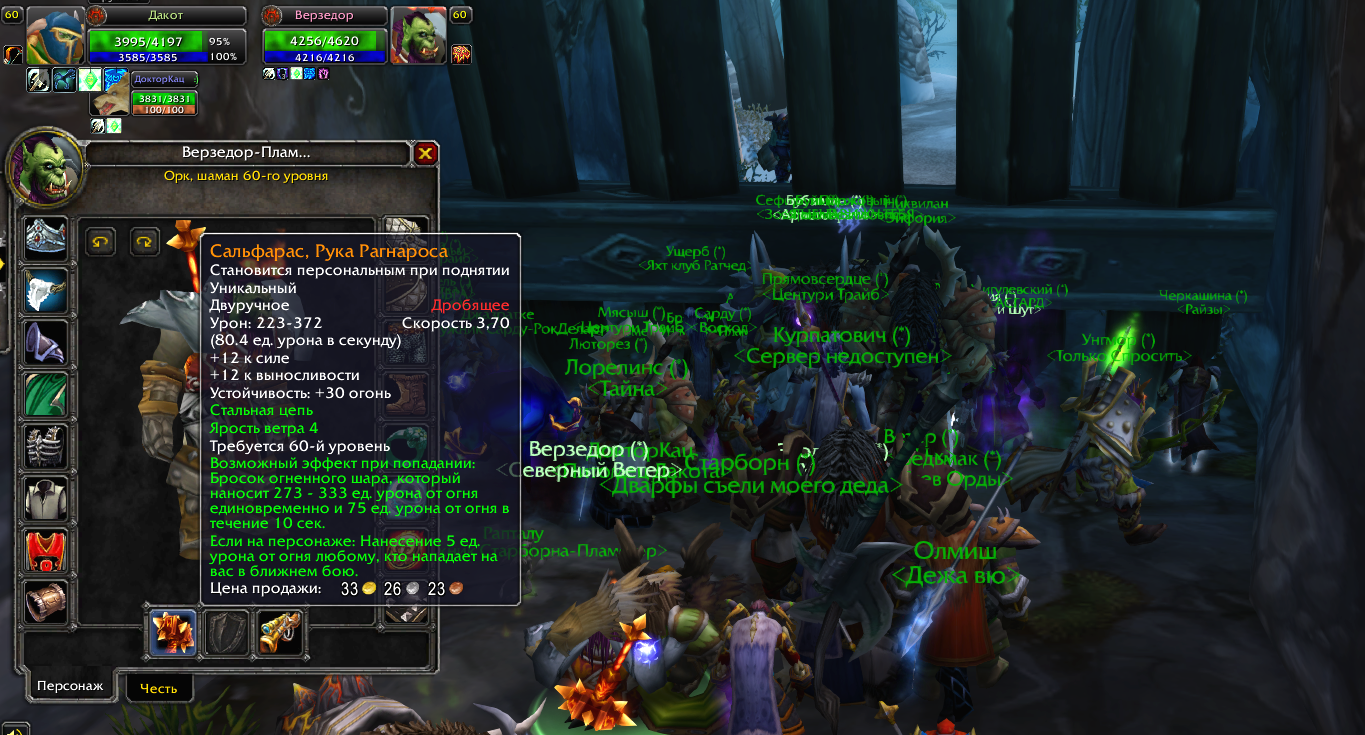 60
Дакот
3995/4197
95%
3585/3585
100%
Верзедор
60
4256/4620
4216/4216
ДокторКац
3831/3831
100/100
Верзедор-Плам...
Орк, шаман 60-го уровня
Сальфарас, Рука Рагнароса
Становится персональным при поднятии
Уникальный
Двуручное Дробящее
Урон: 223-372 Скорость 3,70
(80.4 ед. урона в секунду)
+12 к силе
+12 к выносливости
Устойчивость: +30 огонь
Стальная цепь
Ярость ветра 4
Требуется 60-й уровень
Возможный эффект при попадании:
Бросок огненного шара, который
наносит 273 - 333 ед. урона от огня
единовременно и 75 ед. урона от огня в
течение 10 сек.
Если на персонаже: Нанесение 5 ед.
урона от огня любому, кто нападает на
вас в ближнем бою.
Цена продажи: 33 26 23
Персонаж
Честь
Ущерб (*)
<Яхт клуб Ратчед>
Прямовсердце (*)
<Центури Трайб>
Черкашина (*)
<Райзы>
Мясыш (*)
Сарду (*)
Люторез (*)
Курпатович (*)
<Сервер недоступен>
Унгмар (*)
<Только Спросить>
Лорелинс (*)
<Тайна>
Верзедор (*)
<Северный Ветер>
Старборн (*)
<Дварфы съели моего деда>
Ветер (*)
Олмиш
<Дежа вю>